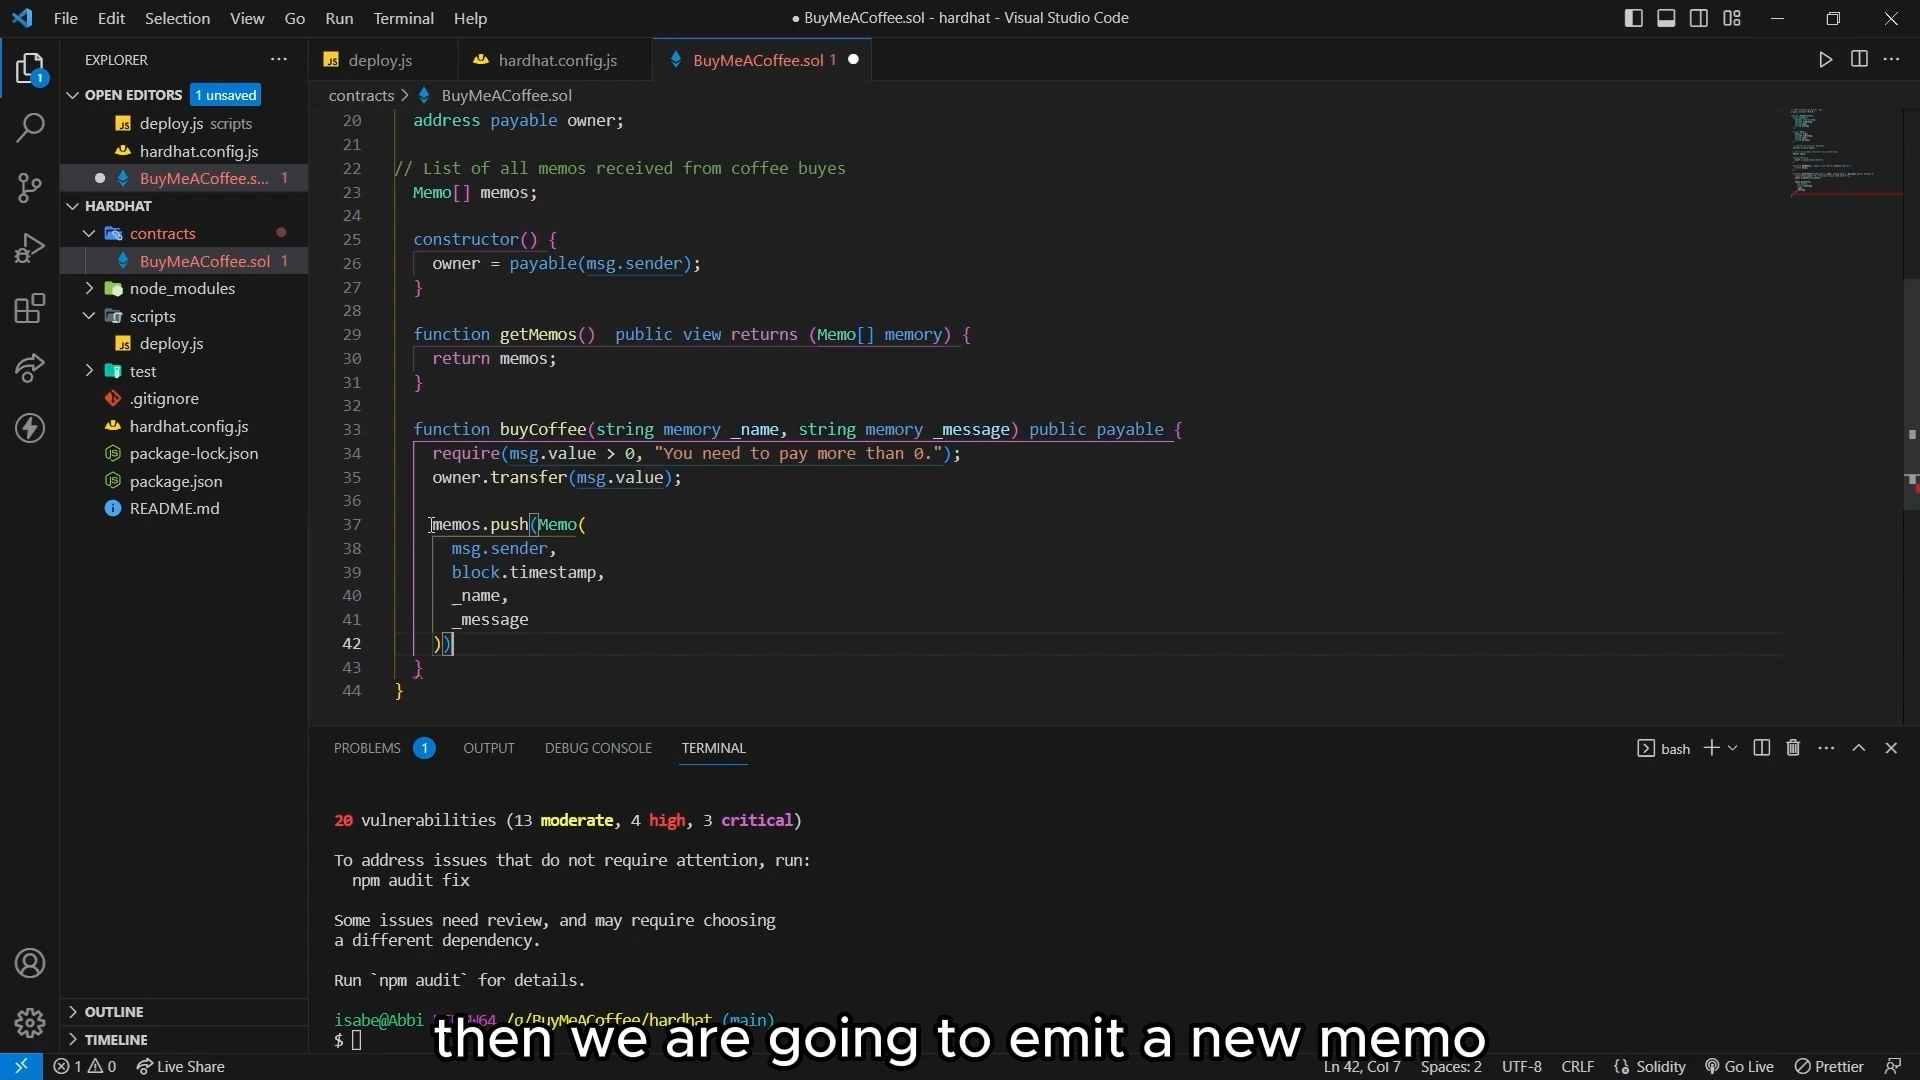 File Edit Selection View Go Run Terminal Help
● BuyMeACoffee.sol - hardhat - Visual Studio Code
EXPLORER
OPEN EDITORS 1 unsaved
deploy.js scripts
hardhat.config.js
BuyMeACoffee.s... 1
HARDHAT
contracts
BuyMeACoffee.sol 1
node_modules
scripts
deploy.js
test
.gitignore
hardhat.config.js
package-lock.json
package.json
README.md
OUTLINE
TIMELINE
1
deploy.js hardhat.config.js BuyMeACoffee.sol 1
contracts > BuyMeACoffee.sol
20 address payable owner;
21
22 // List of all memos received from coffee buyes
23 Memo[] memos;
24
25 constructor() {
26 owner = payable(msg.sender);
27 }
28
29 function getMemos()  public view returns (Memo[] memory) {
30 return memos;
31 }
32
33 function buyCoffee(string memory _name, string memory _message) public payable {
34 require(msg.value > 0, "You need to pay more than 0.");
35 owner.transfer(msg.value);
36
37 memos.push(Memo(
38 msg.sender,
39 block.timestamp,
40 _name,
41 _message
42 ))
43 }
44 }
PROBLEMS 1 OUTPUT DEBUG CONSOLE TERMINAL
bash
20 vulnerabilities (13 moderate, 4 high, 3 critical)
To address issues that do not require attention, run:
npm audit fix
Some issues need review, and may require choosing
a different dependency.
Run `npm audit` for details.
isabe@Abbi /BuyMeACoffee/hardhat (main)
$
then we are going to emit a new memo
1 0 Live Share
Ln 42, Col 7 Spaces: 2 UTF-8 CRLF Solidity Go Live Prettier